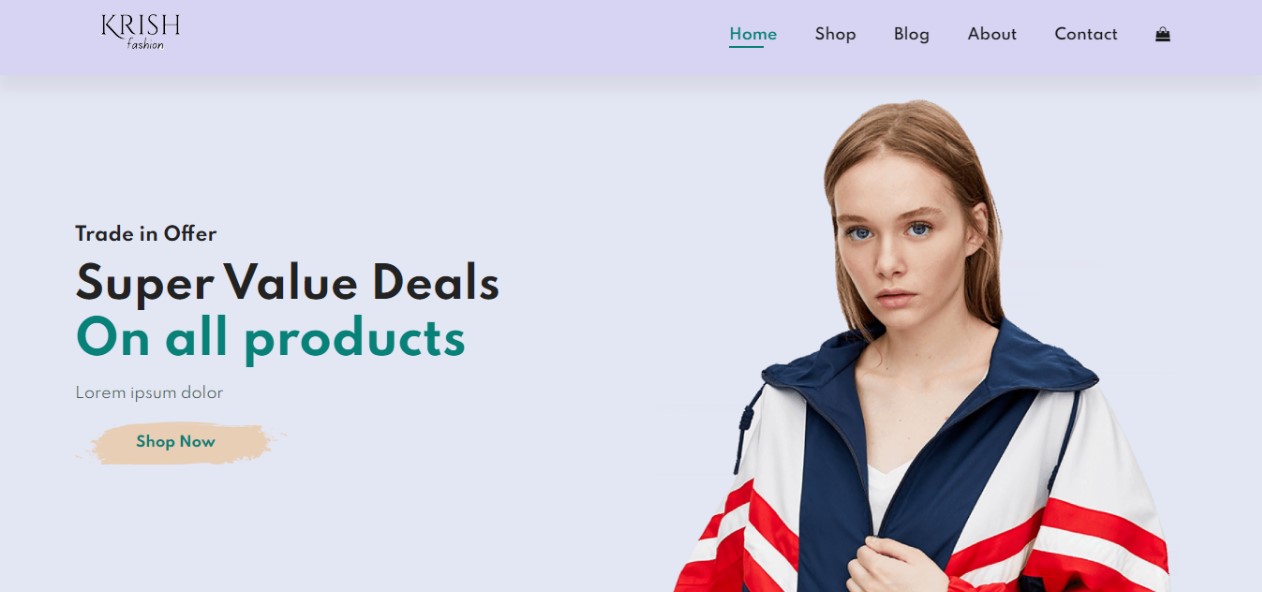 KRISH
fashion
Home Shop Blog About Contact
Trade in Offer
Super Value Deals
On all products
Lorem ipsum dolor
Shop Now